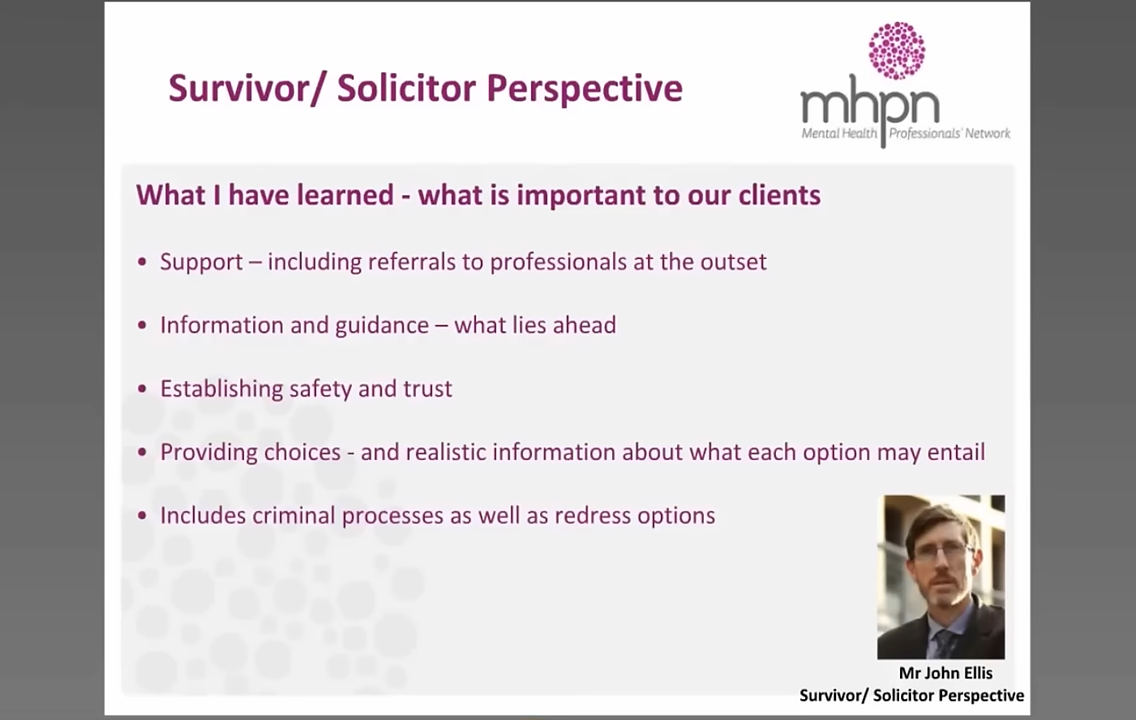 Survivor/ Solicitor Perspective
mhpn
Mental Health Professionals' Network
What I have learned - what is important to our clients
• Support – including referrals to professionals at the outset
• Information and guidance – what lies ahead
• Establishing safety and trust
• Providing choices - and realistic information about what each option may entail
• Includes criminal processes as well as redress options
Mr John Ellis
Survivor/ Solicitor Perspective